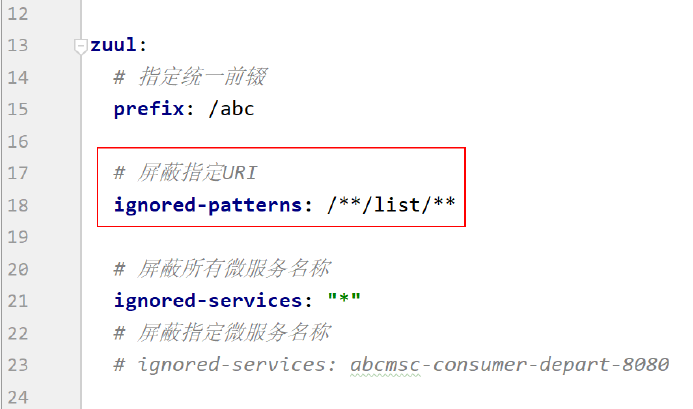 12
13 zuul:
14 # 指定统一前辍
15 prefix: /abc
16
17 # 屏蔽指定URI
18 ignored-patterns: /**/list/**
19
20 # 屏蔽所有微服务名称
21 ignored-services: "*"
22 # 屏蔽指定微服务名称
23 # ignored-services: abcmsc-consumer-depart-8080
24